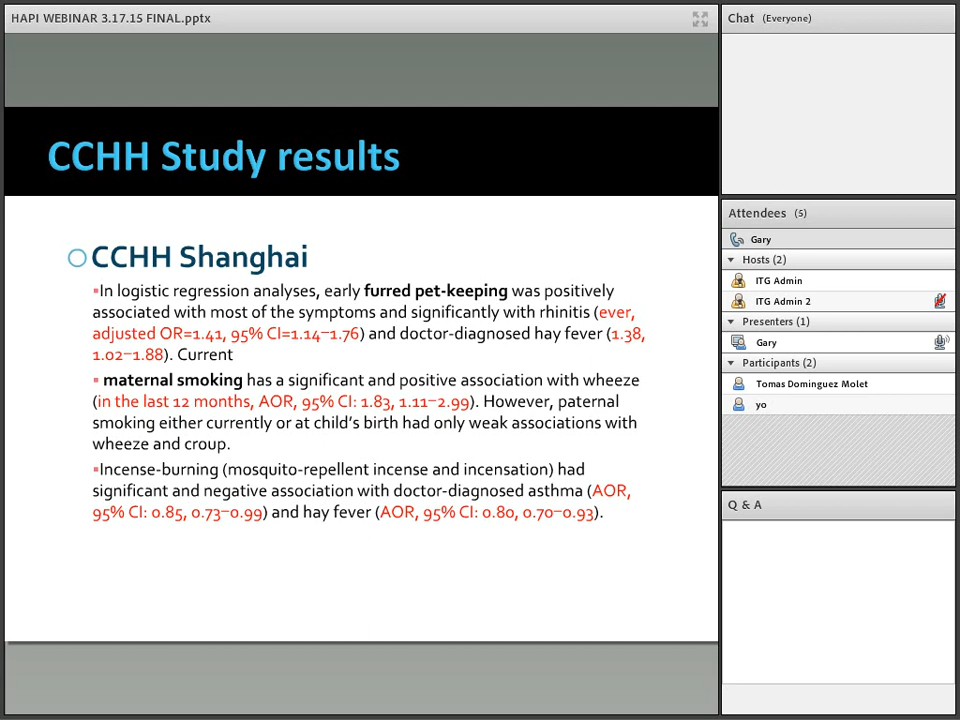 HAPI WEBINAR 3.17.15 FINAL.pptx
CCHH Study results
CCHH Shanghai
In logistic regression analyses, early furred pet-keeping was positively
associated with most of the symptoms and significantly with rhinitis (ever,
adjusted OR=1.41, 95% CI=1.14–1.76) and doctor-diagnosed hay fever (1.38,
1.02–1.88). Current
maternal smoking has a significant and positive association with wheeze
(in the last 12 months, AOR, 95% CI: 1.83, 1.11–2.99). However, paternal
smoking either currently or at child's birth had only weak associations with
wheeze and croup.
Incense-burning (mosquito-repellent incense and incensation) had
significant and negative association with doctor-diagnosed asthma (AOR,
95% CI: 0.85, 0.73–0.99) and hay fever (AOR, 95% CI: 0.80, 0.70–0.93).
Chat (Everyone)
Attendees (5)
Gary
Hosts (2)
ITG Admin
ITG Admin 2
Presenters (1)
Gary
Participants (2)
Tomas Dominguez Molet
yo
Q & A